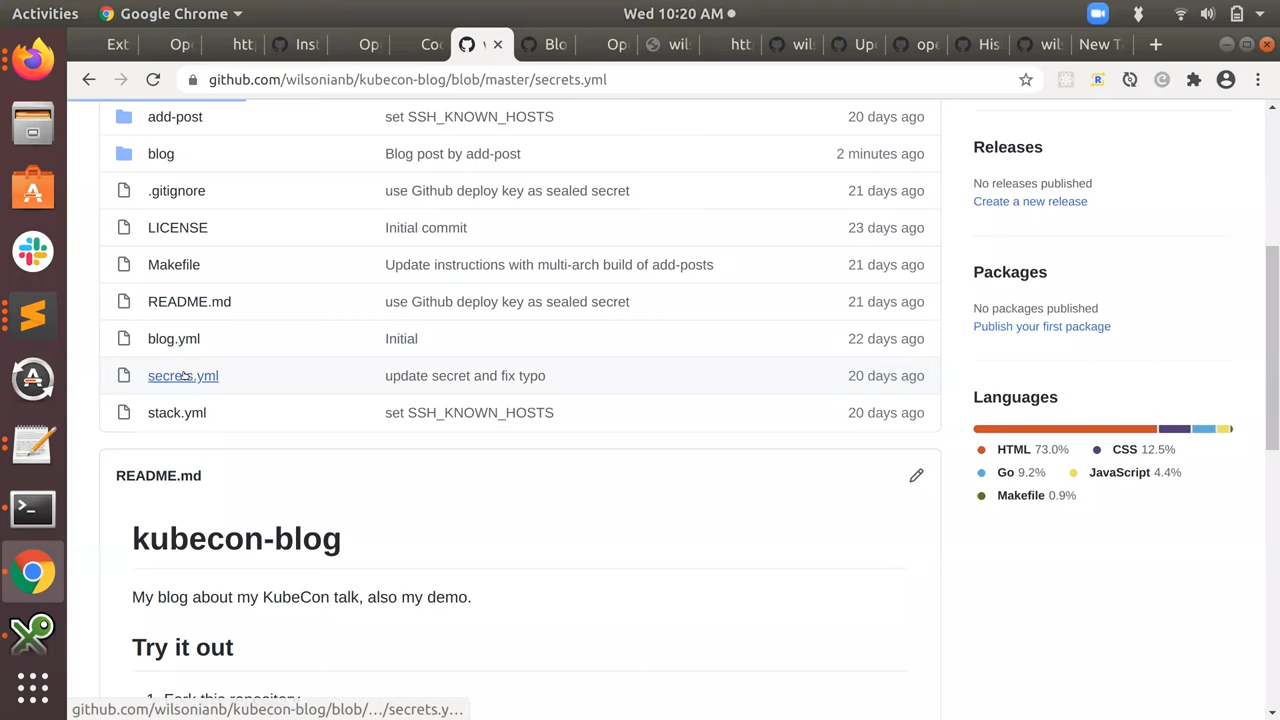 Activities
Google Chrome
Wed 10:20 AM
Ext
Ope
htt
Inst
Ope
Co
Blo
Op
wil
htt
wil
Up
ope
His
wil
New T
github.com/wilsonianb/kubecon-blog/blob/master/secrets.yml
add-post set SSH_KNOWN_HOSTS 20 days ago
blog Blog post by add-post 2 minutes ago
.gitignore use Github deploy key as sealed secret 21 days ago
LICENSE Initial commit 23 days ago
Makefile Update instructions with multi-arch build of add-posts 21 days ago
README.md use Github deploy key as sealed secret 21 days ago
blog.yml Initial 22 days ago
secrets.yml update secret and fix typo 20 days ago
stack.yml set SSH_KNOWN_HOSTS 20 days ago
README.md
kubecon-blog
My blog about my KubeCon talk, also my demo.
Try it out
1. Fork this repository
Releases
No releases published
Create a new release
Packages
No packages published
Publish your first package
Languages
HTML 73.0% CSS 12.5%
Go 9.2% JavaScript 4.4%
Makefile 0.9%
github.com/wilsonianb/kubecon-blog/blob/…/secrets.y…